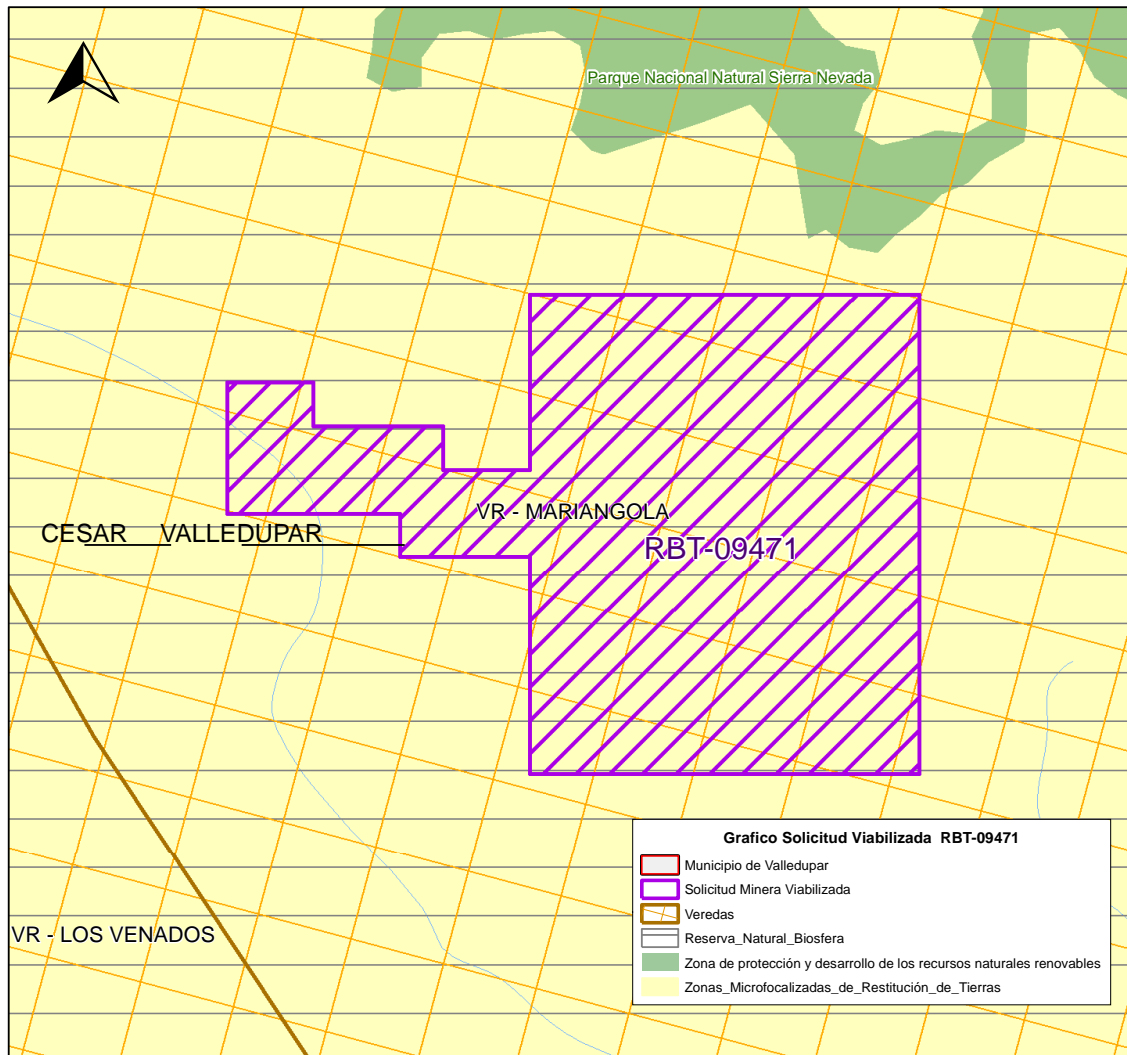 Parque Nacional Natural Sierra Nevada
VR - MARIANGOLA
CESAR VALLEDUPAR
RBT-09471
VR - LOS VENADOS
Grafico Solicitud Viabilizada RBT-09471
Municipio de Valledupar
Solicitud Minera Viabilizada
Veredas
Reserva_Natural_Biosfera
Zona de protección y desarrollo de los recursos naturales renovables
Zonas_Microfocalizadas_de_Restitución_de_Tierras